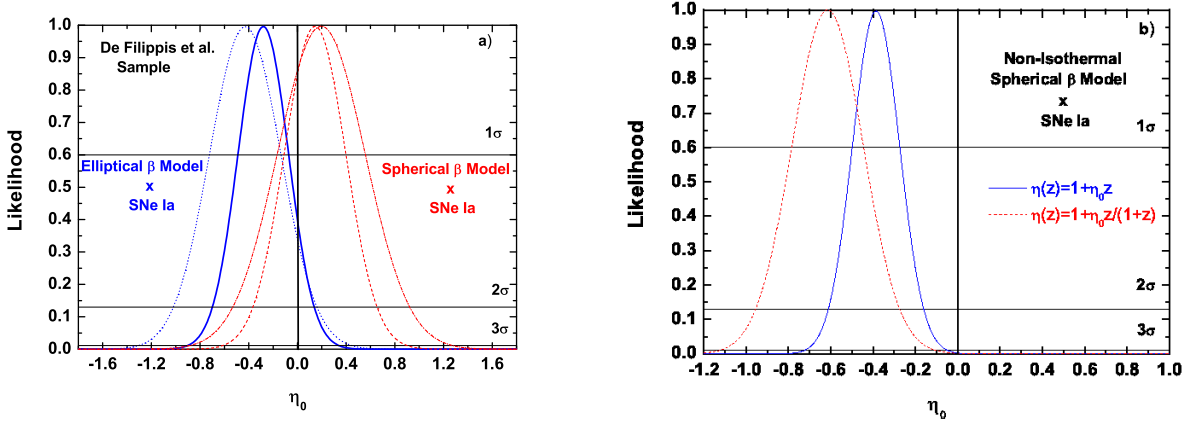 1.0
0.9
0.8
0.7
0.6
0.5
0.4
0.3
0.2
0.1
0.0
Likelihood
De Filippis et al.
Sample
a)
1σ
Elliptical β Model
x
SNe Ia
Spherical β Model
x
SNe Ia
2σ
3σ
-1.6 -1.2 -0.8 -0.4 0.0 0.4 0.8 1.2 1.6
η0
1.0
0.9
0.8
0.7
0.6
0.5
0.4
0.3
0.2
0.1
0.0
Likelihood
b)
Non-Isothermal
Spherical β Model
x
SNe Ia
1σ
η(z)=1+η0z
η(z)=1+η0z/(1+z)
2σ
3σ
-1.2 -1.0 -0.8 -0.6 -0.4 -0.2 0.0 0.2 0.4 0.6 0.8 1.0
η0